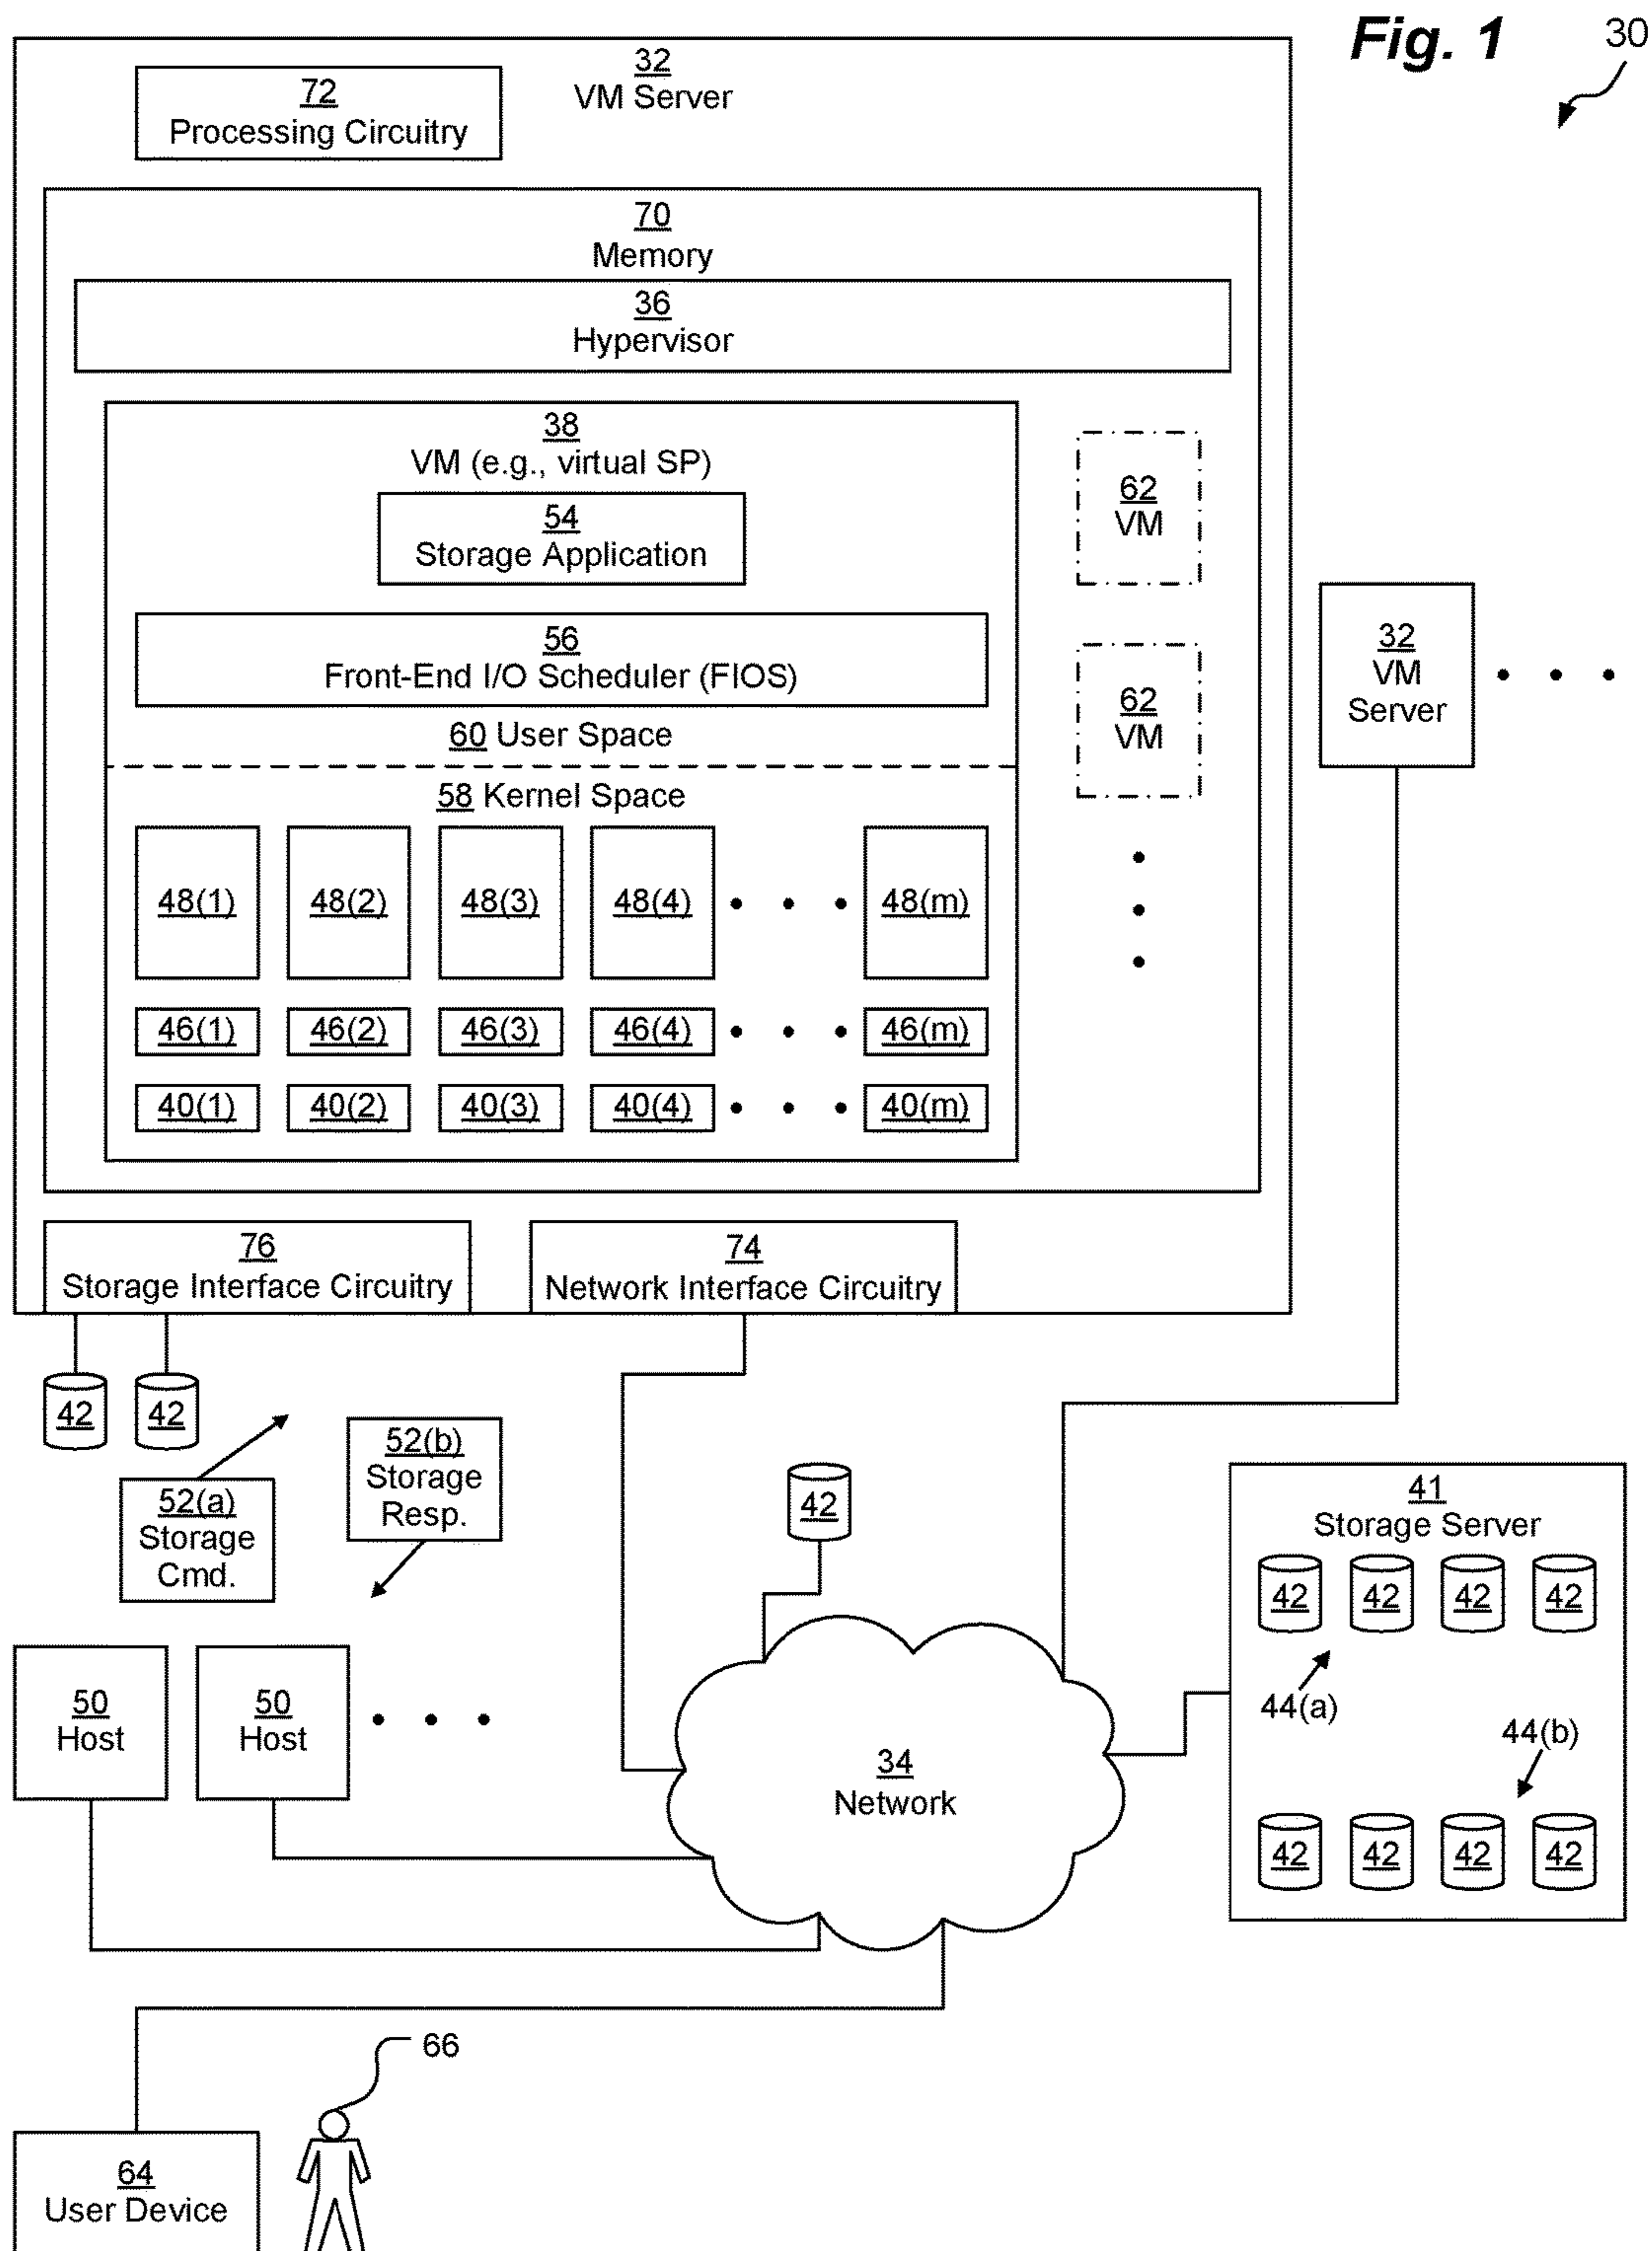 Fig. 1
30
32
VM Server
72
Processing Circuitry
70
Memory
36
Hypervisor
38
VM (e.g., virtual SP)
54
Storage Application
56
Front-End I/O Scheduler (FIOS)
60 User Space
58 Kernel Space
48(1) 48(2) 48(3) 48(4) • • • 48(m)
46(1) 46(2) 46(3) 46(4) • • • 46(m)
40(1) 40(2) 40(3) 40(4) • • • 40(m)
62
VM
62
VM
32
VM
Server
76
Storage Interface Circuitry
74
Network Interface Circuitry
42 42
52(a)
Storage
Cmd.
52(b)
Storage
Resp.
42
41
Storage Server
42 42 42 42
44(a)
44(b)
42 42 42 42
50
Host
50
Host
34
Network
66
64
User Device